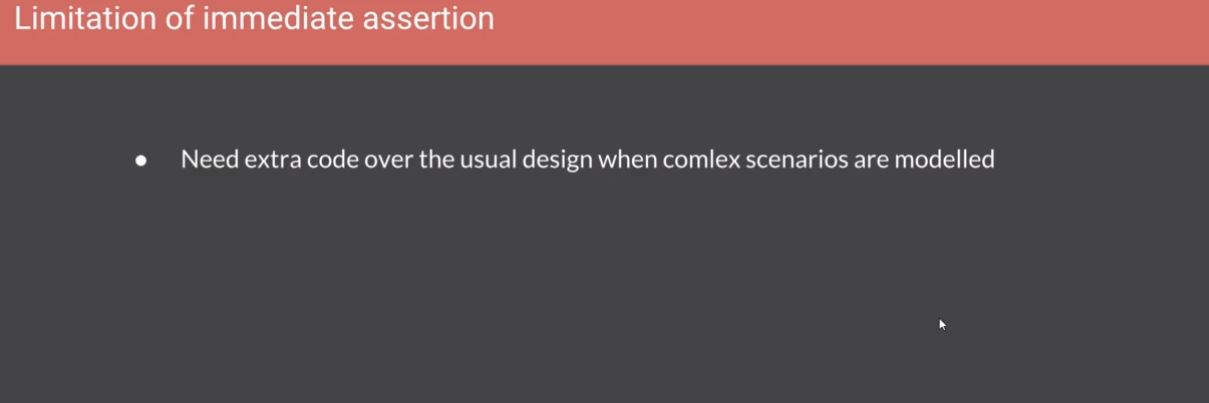 Limitation of immediate assertion
● Need extra code over the usual design when comlex scenarios are modelled